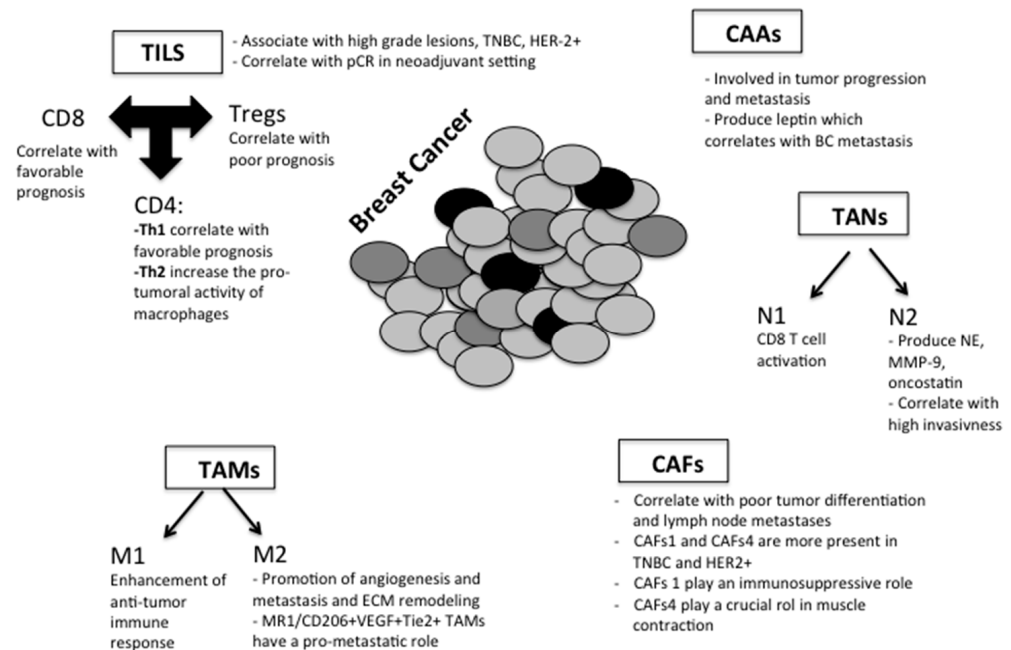 TILS
- Associate with high grade lesions, TNBC, HER-2+
- Correlate with pCR in neoadjuvant setting
CD8
Correlate with
favorable
prognosis
Tregs
Correlate with
poor prognosis
CD4:
-Th1 correlate with
favorable prognosis
-Th2 increase the pro-
tumoral activity of
macrophages
Breast Cancer
CAAs
- Involved in tumor progression
and metastasis
- Produce leptin which
correlates with BC metastasis
TANs
N1
CD8 T cell
activation
N2
- Produce NE,
MMP-9,
oncostatin
- Correlate with
high invasivness
TAMs
M1
Enhancement of
anti-tumor
immune
response
M2
- Promotion of angiogenesis and
metastasis and ECM remodeling
- MR1/CD206+VEGF+Tie2+ TAMs
have a pro-metastatic role
CAFs
- Correlate with poor tumor differentiation
and lymph node metastases
- CAFs1 and CAFs4 are more present in
TNBC and HER2+
- CAFs 1 play an immunosuppressive role
- CAFs4 play a crucial rol in muscle
contraction